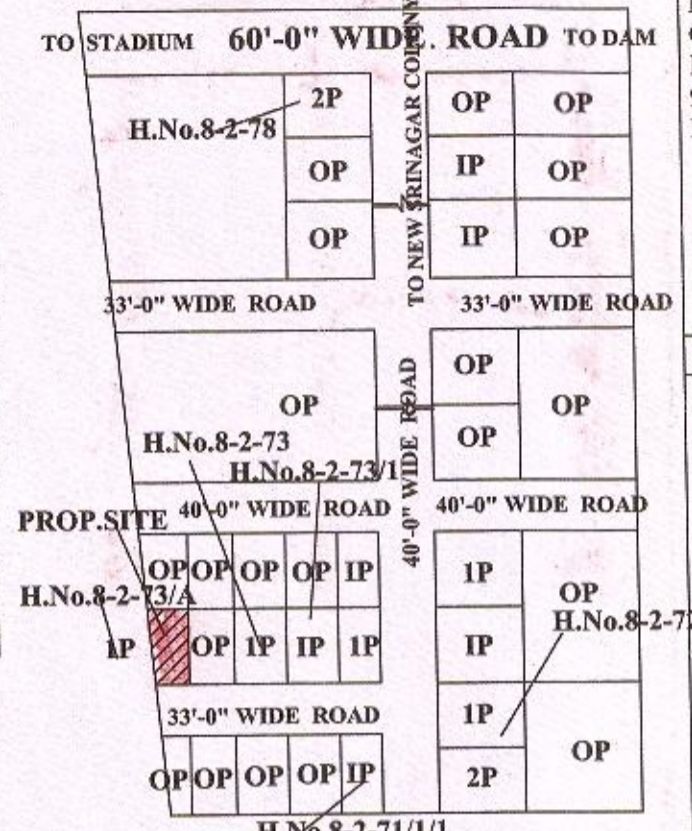 TO STADIUM 60'-0" WIDE. ROAD TO DAM
2P OP OP
H.No.8-2-78
OP IP OP
OP IP OP
TO NEW SRINAGAR COLONY
33'-0" WIDE ROAD 33'-0" WIDE ROAD
OP
OP OP
OP
40'-0" WIDE ROAD
H.No.8-2-73
H.No.8-2-73/1
40'-0" WIDE ROAD 40'-0" WIDE ROAD
PROP.SITE
OP OP OP OP IP 1P OP
H.No.8-2-73/A
H.No.8-2-7
1P OP 1P IP 1P IP
33'-0" WIDE ROAD 1P
OP
OP OP OP OP IP 2P
H.No.8-2-71/1/1